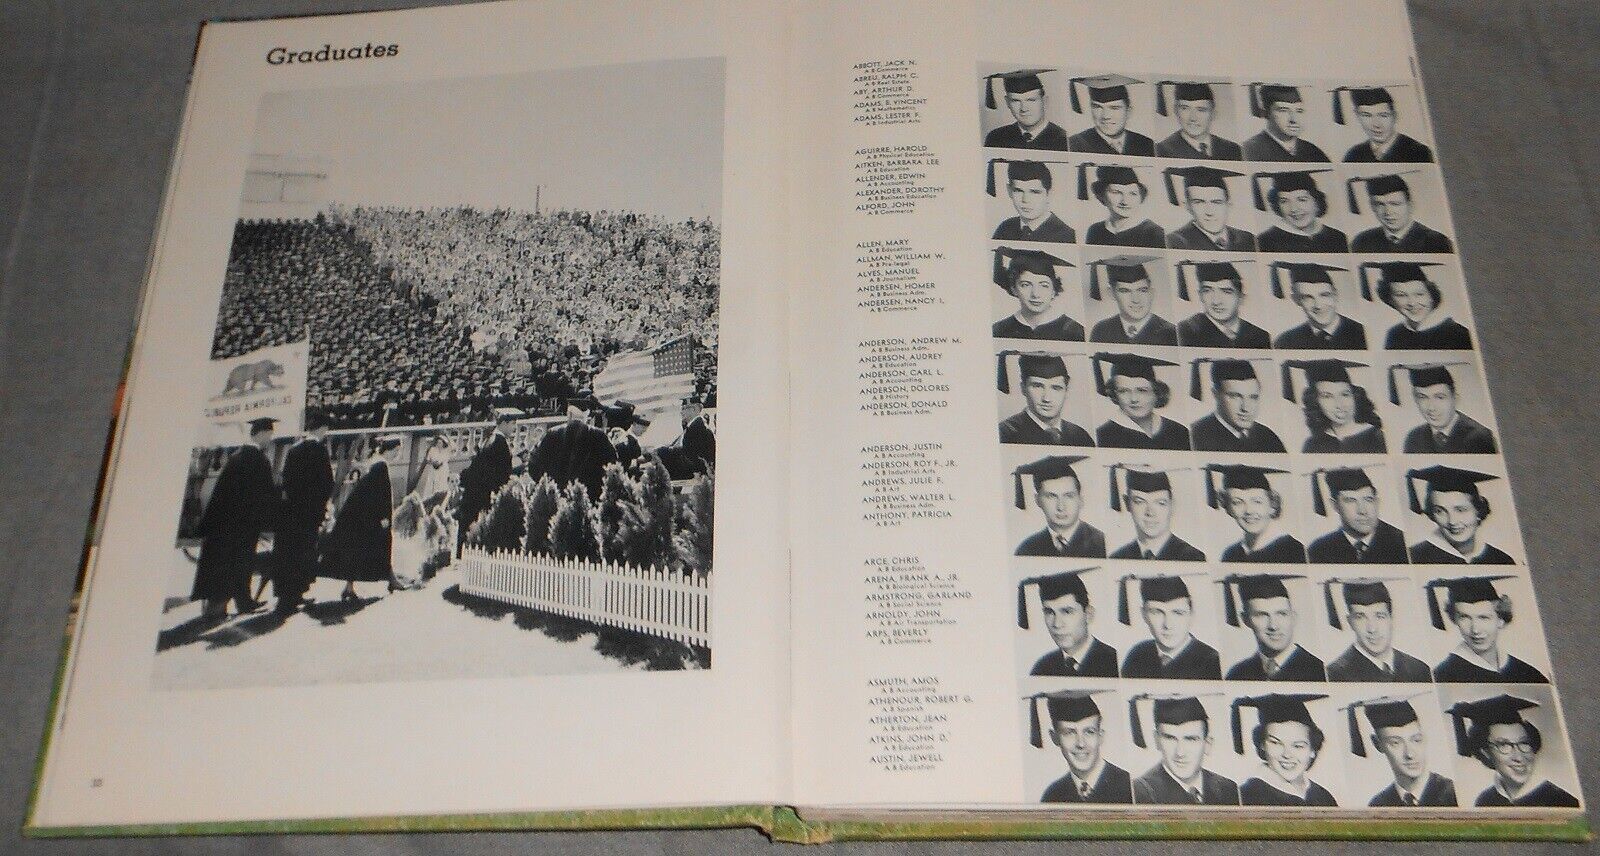 Graduates
CALIFORNIA REPUBLIC
ABBOTT, JACK N.
A B Commerce
ABREU, RALPH C.
A B Real Estate
ABY, ARTHUR D.
A B Commerce
ADAMS, E. VINCENT
A B Mathematics
ADAMS, LESTER F.
A B Industrial Arts
AGUIRRE, HAROLD
A B Physical Education
AITKEN, BARBARA LEE
A B Education
ALLENDER, EDWIN
A B Accounting
ALEXANDER, DOROTHY
A B Business Education
ALFORD, JOHN
A B Commerce
ALLEN, MARY
A B Education
ALLMAN, WILLIAM W.
A B Pre-legal
ALVES, MANUEL
A B Journalism
ANDERSEN, HOMER
A B Business Adm.
ANDERSEN, NANCY I.
A B Commerce
ANDERSON, ANDREW M.
A B Business Adm.
ANDERSON, AUDREY
A B Education
ANDERSON, CARL L.
A B Accounting
ANDERSON, DOLORES
A B History
ANDERSON, DONALD
A B Business Adm.
ANDERSON, JUSTIN
A B Accounting
ANDERSON, ROY F., JR.
A B Industrial Arts
ANDREWS, JULIE F.
A B Art
ANDREWS, WALTER L.
A B Business Adm.
ANTHONY, PATRICIA
A B Art
ARCE, CHRIS
A B Education
ARENA, FRANK A., JR.
A B Biological Science
ARMSTRONG, GARLAND
A B Social Science
ARNOLDY, JOHN
A B Air Transportation
ARPS, BEVERLY
A B Commerce
ASMUTH, AMOS
A B Accounting
ATHENOUR, ROBERT G.
A B Spanish
ATHERTON, JEAN
A B Education
ATKINS, JOHN D.
A B Education
AUSTIN, JEWELL
A B Education